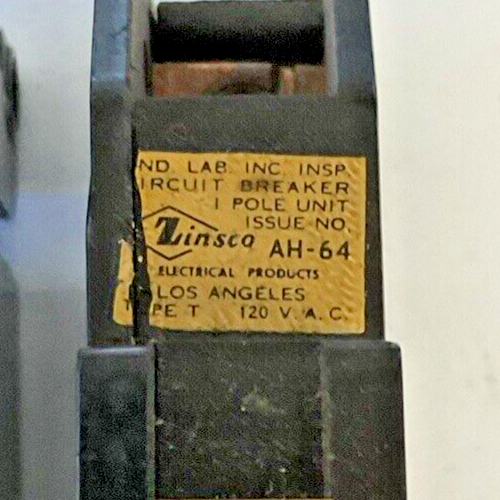 ND. LAB. INC. INSP.
IRCUIT BREAKER
1 POLE UNIT
ISSUE NO.
Zinsco AH-64
ELECTRICAL PRODUCTS
LOS ANGELES
TYPE T 120 V. A. C.